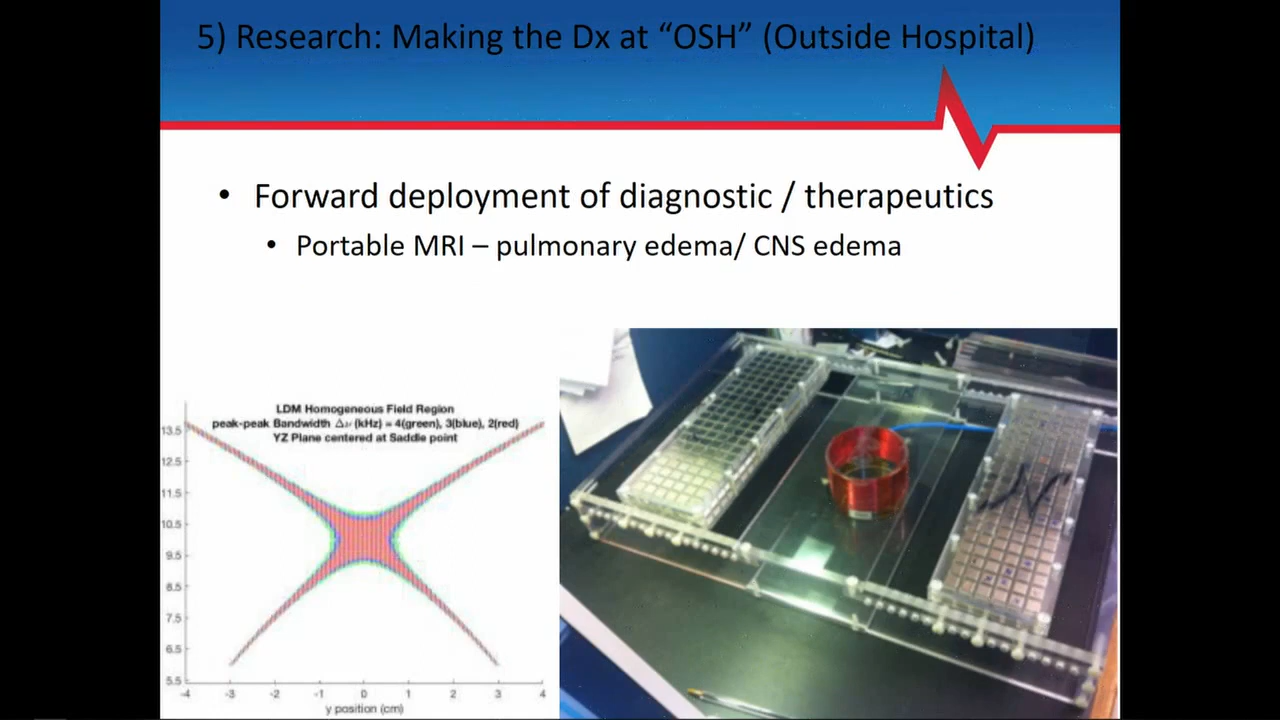 5) Research: Making the Dx at “OSH” (Outside Hospital)
• Forward deployment of diagnostic / therapeutics
• Portable MRI – pulmonary edema/ CNS edema
LDM Homogeneous Field Region
peak-peak Bandwidth Δν (kHz) = 4(green), 3(blue), 2(red)
YZ Plane centered at Saddle point
13.5
12.5
11.5
10.5
9.5
8.5
7.5
6.5
5.5
-4 -3 -2 -1 0 1 2 3 4
y position (cm)